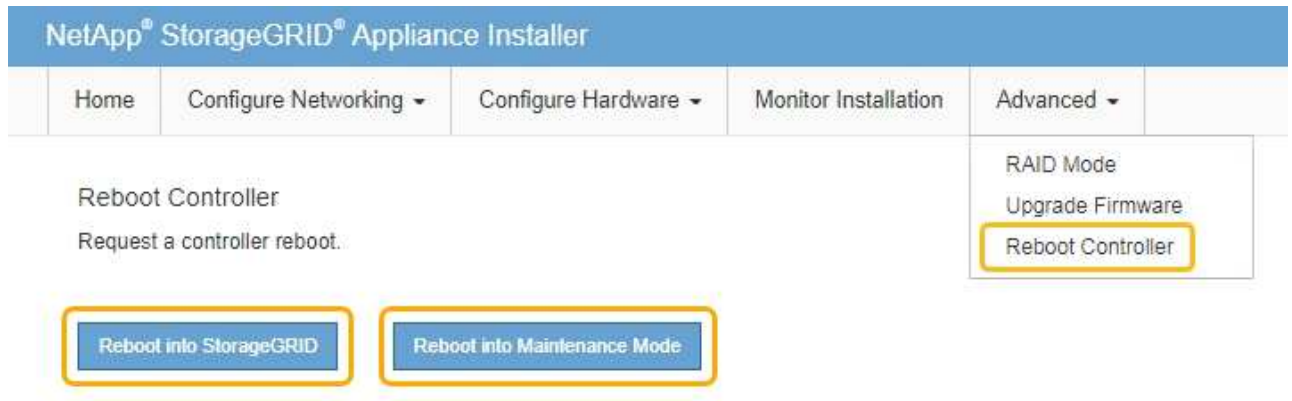 NetApp® StorageGRID® Appliance Installer
Home Configure Networking Configure Hardware Monitor Installation Advanced
RAID Mode
Upgrade Firmware
Reboot Controller
Reboot Controller
Request a controller reboot.
Reboot into StorageGRID Reboot into Maintenance Mode